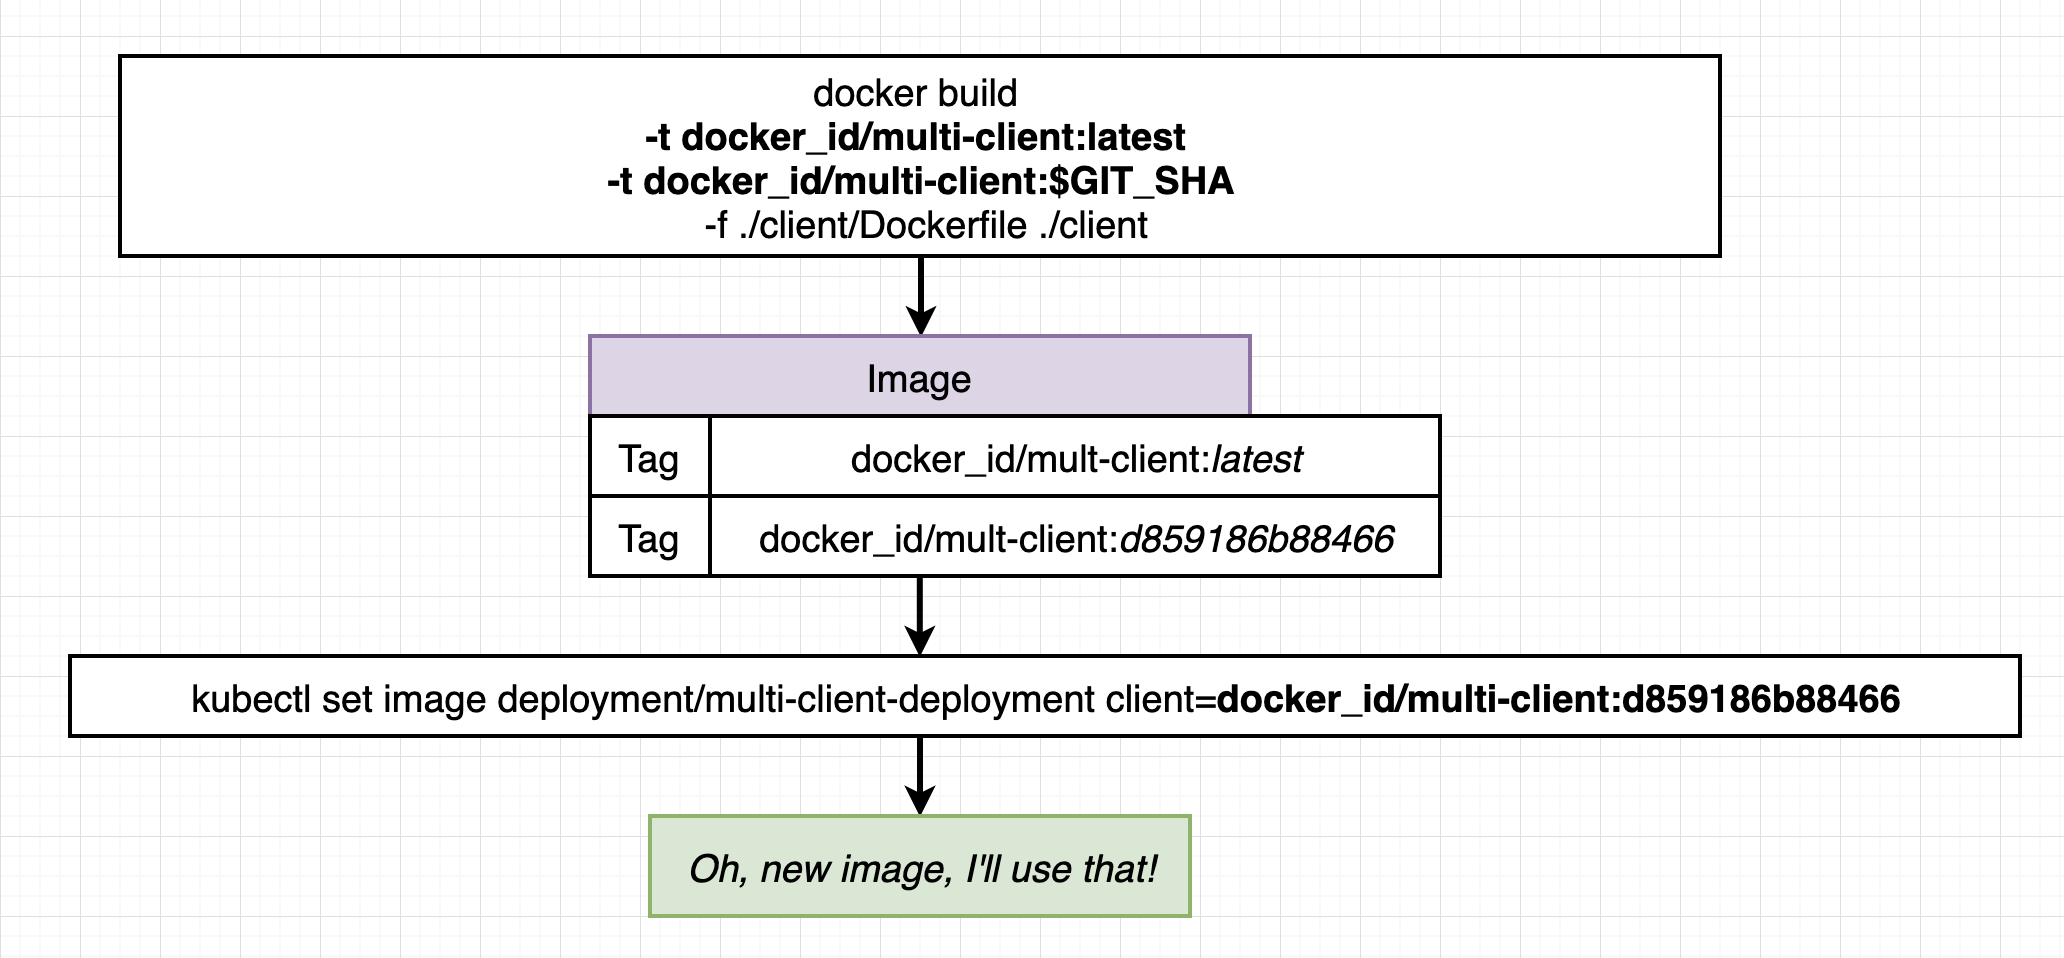 docker build
-t docker_id/multi-client:latest
-t docker_id/multi-client:$GIT_SHA
-f ./client/Dockerfile ./client
Image
Tag docker_id/mult-client:latest
Tag docker_id/mult-client:d859186b88466
kubectl set image deployment/multi-client-deployment client=docker_id/multi-client:d859186b88466
Oh, new image, I'll use that!